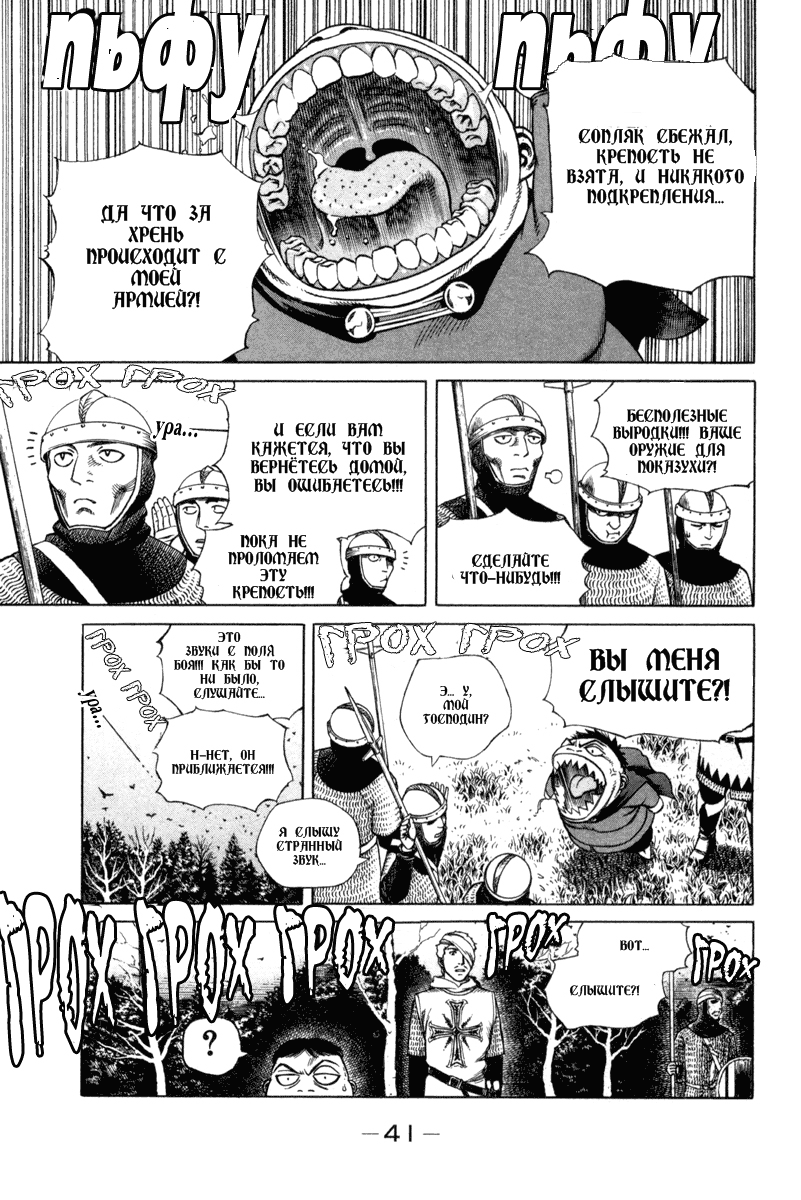 ПЬФУ
ПЬФУ
СОПЛЯК СБЕЖАЛ,
КРЕПОСТЬ НЕ
ВЗЯТА, И НИКАКОГО
ПОДКРЕПЛЕНИЯ...
ДА ЧТО ЗА
ХРЕНЬ
ПРОИСХОДИТ С
МОЕЙ
АРМИЕЙ?!
БЕСПОЛЕЗНЫЕ
ВЫРОДКИ!!! ВАШЕ
ОРУЖИЕ ДЛЯ
ПОКАЗУХИ?!
СДЕЛАЙТЕ
ЧТО-НИБУДЬ!!!
И ЕСЛИ ВАМ
КАЖЕТСЯ, ЧТО ВЫ
ВЕРНЁТЕСЬ ДОМОЙ,
ВЫ ОШИБАЕТЕСЬ!!!
ПОКА НЕ
ПРОЛОМАЕМ
ЭТУ
КРЕПОСТЬ!!!
ура...
ГРОХ ГРОХ
ВЫ МЕНЯ
СЛЫШИТЕ?!
ГРОХ ГРОХ
Э... У,
МОЙ
ГОСПОДИН?
Я СЛЫШУ
СТРАННЫЙ
ЗВУК...
ЭТО
ЗВУКИ С ПОЛЯ
БОЯ!!! КАК БЫ ТО
НИ БЫЛО,
СЛУШАЙТЕ...
ГРОХ ГРОХ
ура...
Н-НЕТ, ОН
ПРИБЛИЖАЕТСЯ!!!
ГРОХ
ВОТ...
СЛЫШИТЕ?!
ГРОХ
ГРОХ ГРОХ ГРОХ
?
—41—